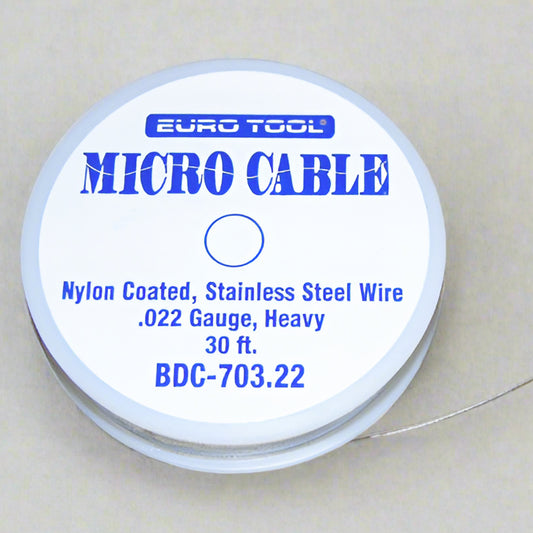 EURO TOOL®
MICRO CABLE
Nylon Coated, Stainless Steel Wire
.022 Gauge, Heavy
30 ft.
BDC-703.22